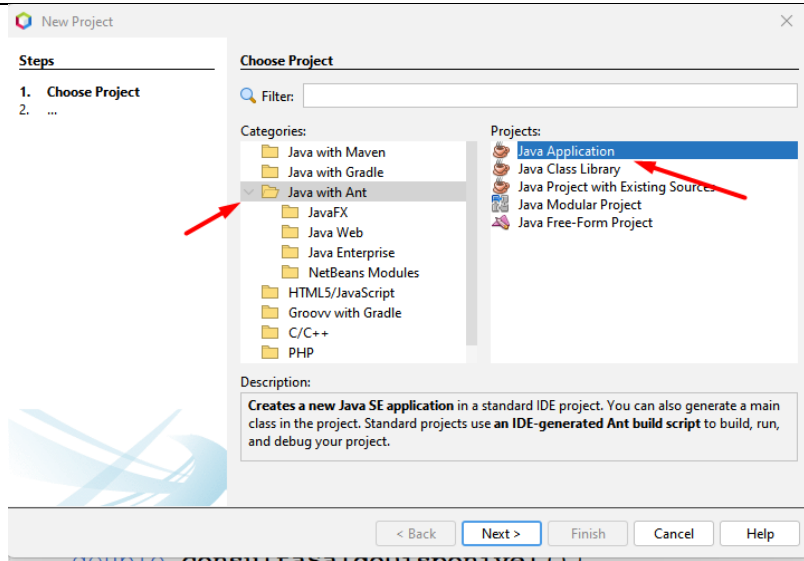 New Project
Steps
1. Choose Project
2. ...
Choose Project
Filter:
Categories:
Java with Maven
Java with Gradle
Java with Ant
JavaFX
Java Web
Java Enterprise
NetBeans Modules
HTML5/JavaScript
Groovy with Gradle
C/C++
PHP
Projects:
Java Application
Java Class Library
Java Project with Existing Sources
Java Modular Project
Java Free-Form Project
Description:
Creates a new Java SE application in a standard IDE project. You can also generate a main
class in the project. Standard projects use an IDE-generated Ant build script to build, run,
and debug your project.
< Back
Next >
Finish
Cancel
Help